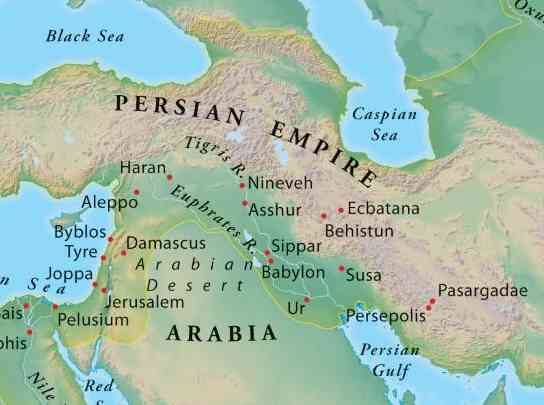 Oxus
Black Sea
PERSIAN EMPIRE
Caspian
Sea
Tigris R.
Haran
Nineveh
Aleppo
Euphrates R.
Asshur
Ecbatana
Behistun
Byblos
Tyre
Damascus
Sippar
Arabian
Desert
Babylon
Susa
Joppa
Sea
Jerusalem
Ur
Pasargadae
Persepolis
Pelusium
ARABIA
Persian
Gulf
Nile
Red